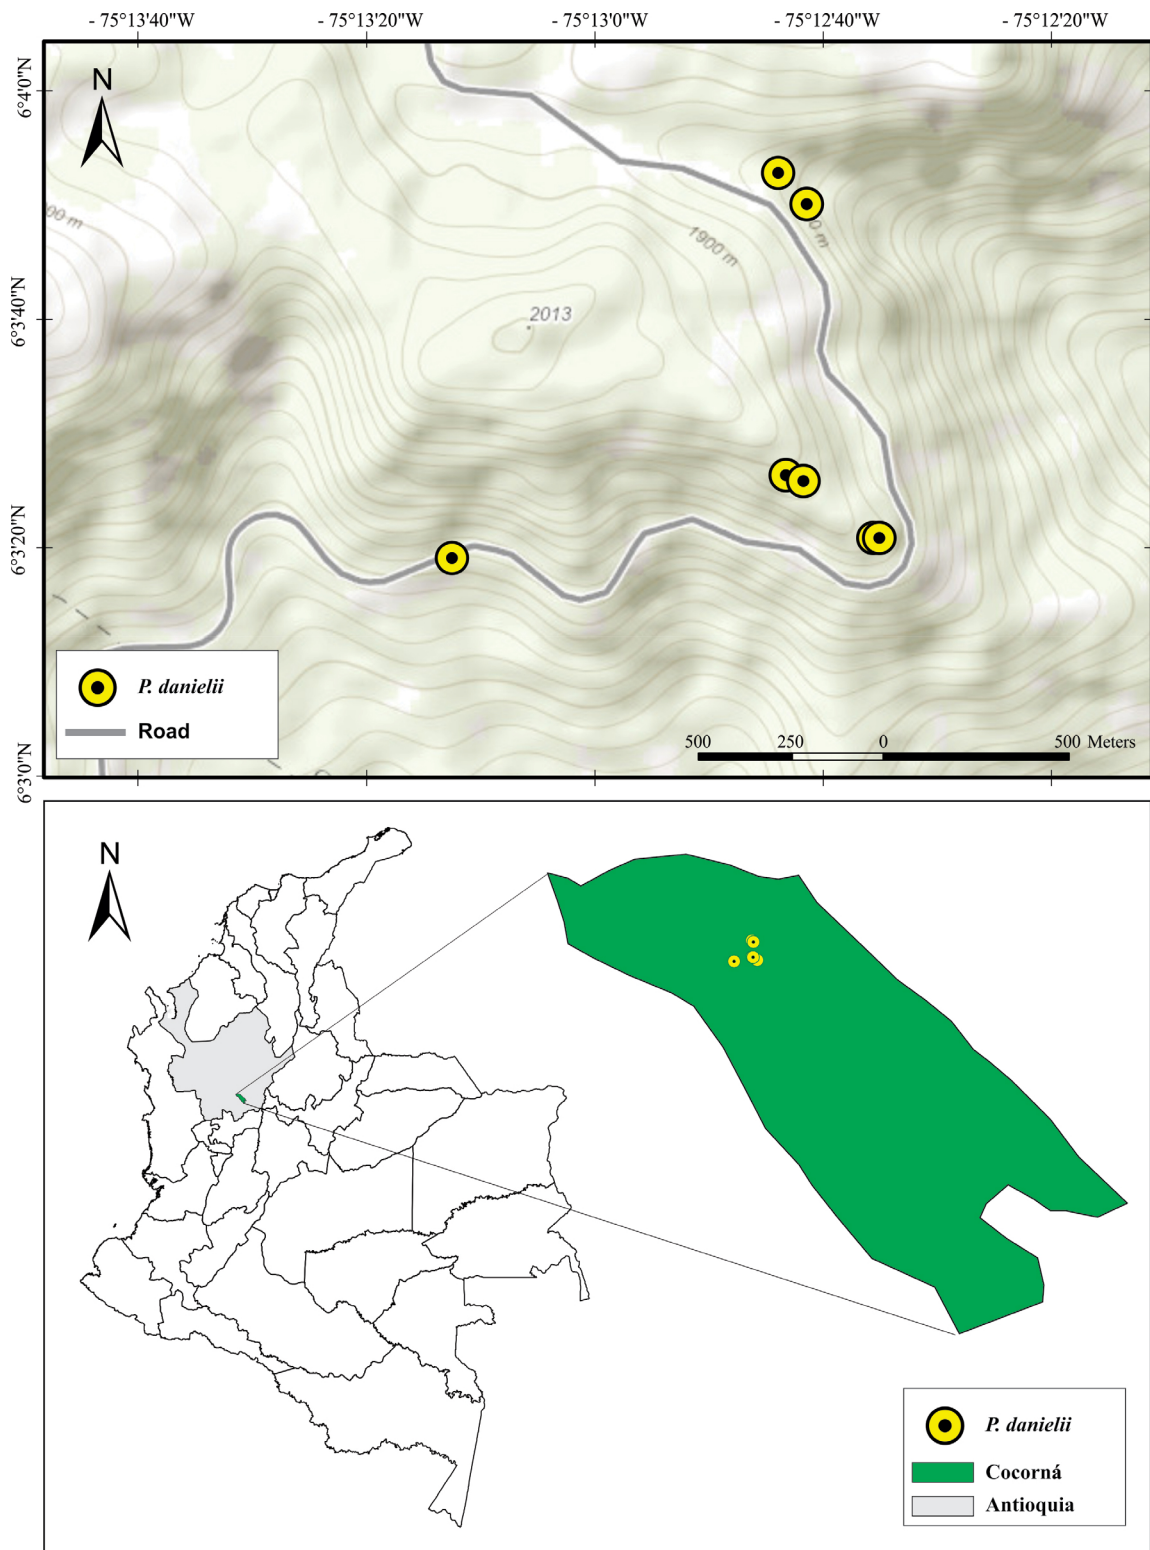 - 75°13'40"W
- 75°13'20"W
- 75°13'0"W
- 75°12'40"W
- 75°12'20"W
6°4'0"N
6°3'40"N
6°3'20"N
6°3'0"N
N
00 m
1900 m
0 m
2013
P. danielii
Road
500 250 0 500 Meters
N
P. danielii
Cocorná
Antioquia